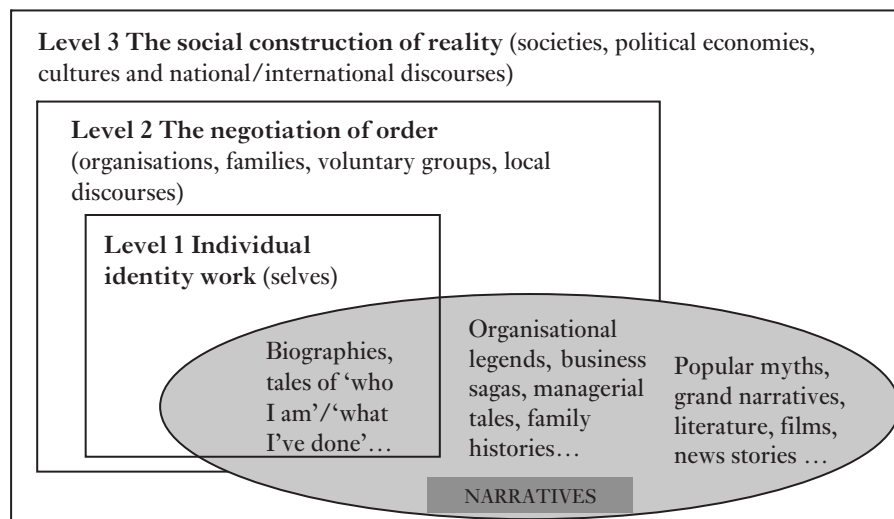 Level 3 The social construction of reality (societies, political economies,
cultures and national/international discourses)
Level 2 The negotiation of order
(organisations, families, voluntary groups, local
discourses)
Level 1 Individual
identity work (selves)
Biographies,
tales of ‘who
I am’/‘what
I’ve done’…
Organisational
legends, business
sagas, managerial
tales, family
histories…
Popular myths,
grand narratives,
literature, films,
news stories …
NARRATIVES